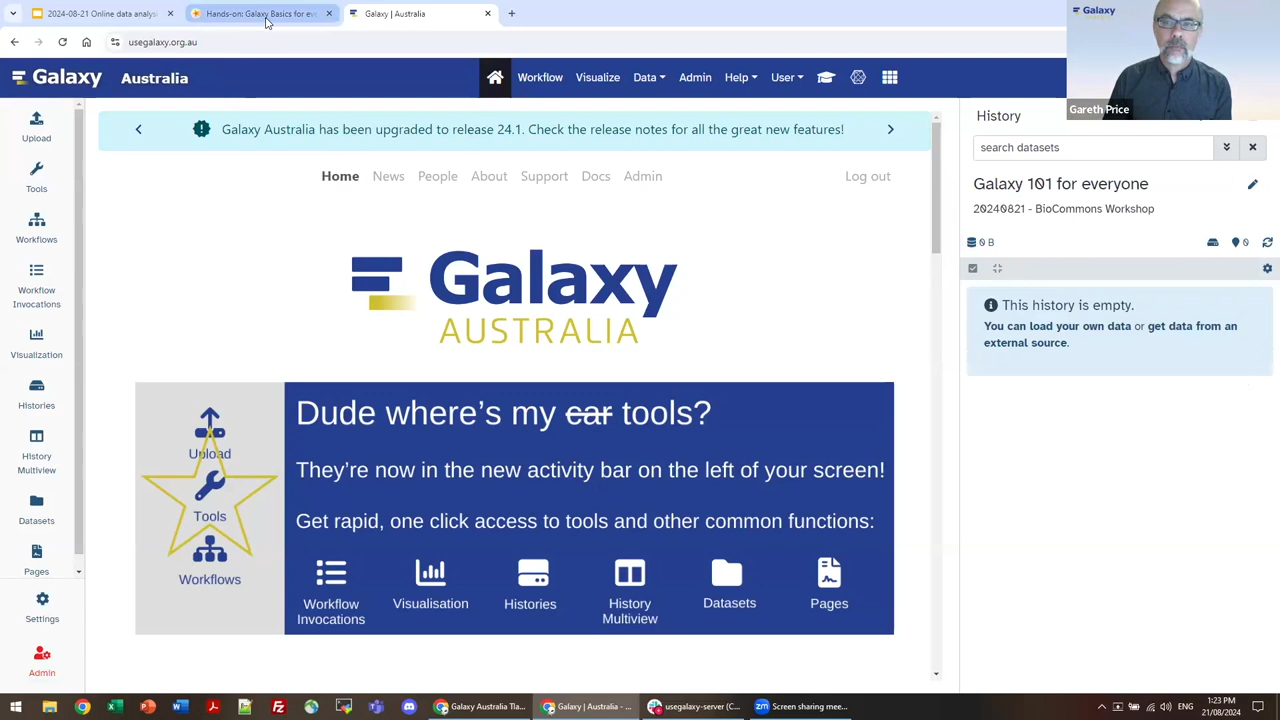 2024-08-21 Online data analysis
Hands-on: Galaxy Basics for eve
Galaxy | Australia
usegalaxy.org.au
Galaxy
Australia
Workflow
Visualize
Data
Admin
Help
User
Galaxy
Gareth Price
Upload
Tools
Workflows
Workflow
Invocations
Visualization
Histories
History
Multiview
Datasets
Pages
Settings
Admin
Galaxy Australia has been upgraded to release 24.1. Check the release notes for all the great new features!
Home
News
People
About
Support
Docs
Admin
Log out
Galaxy
AUSTRALIA
Upload
Tools
Workflows
Dude where's my car tools?
They're now in the new activity bar on the left of your screen!
Get rapid, one click access to tools and other common functions:
Workflow
Invocations
Visualisation
Histories
History
Multiview
Datasets
Pages
History
search datasets
Galaxy 101 for everyone
20240821 - BioCommons Workshop
0 B
0
This history is empty.
You can load your own data or get data from an
external source.
Galaxy Australia Tla...
Galaxy | Australia - ...
usegalaxy-server (C...
Screen sharing mee...
ENG
1:23 PM
21/08/2024